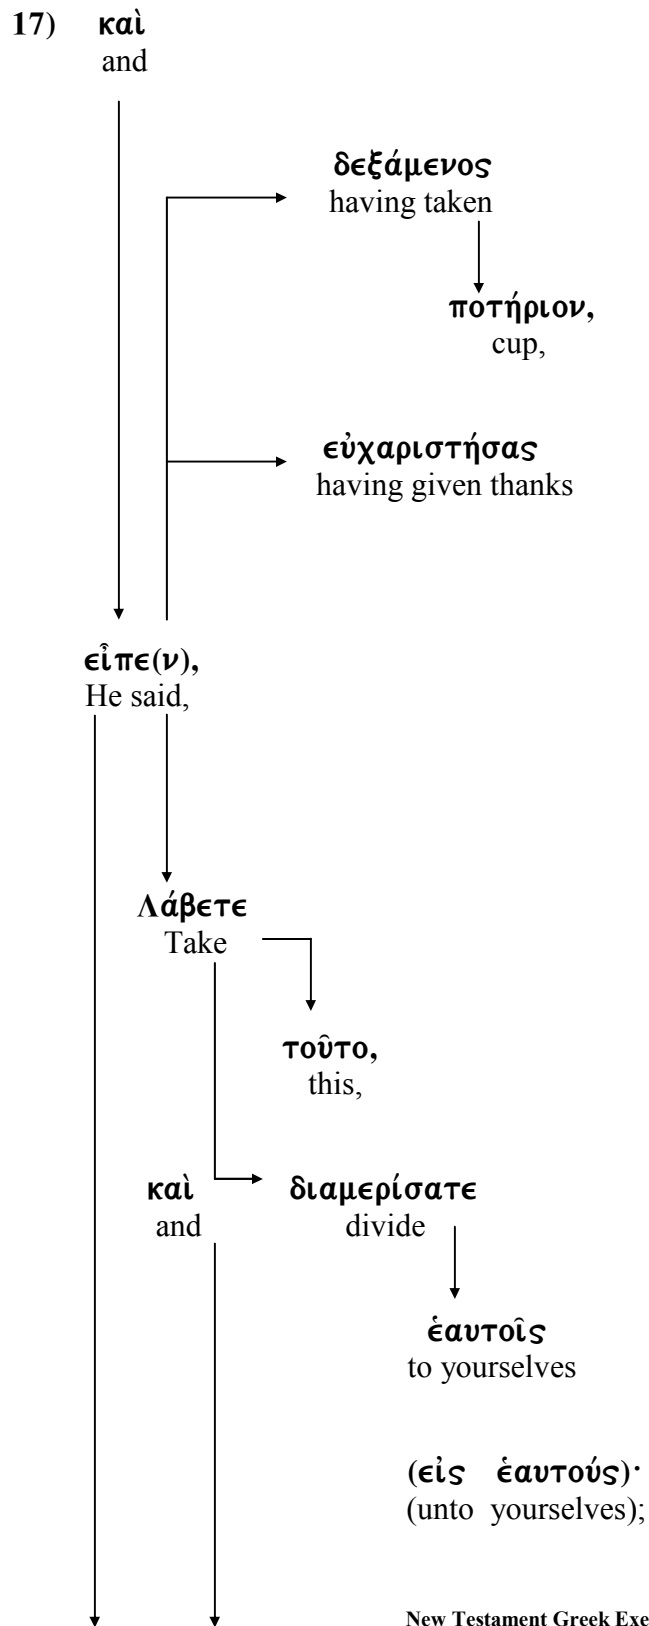 17) καὶ
and
δεξάμενος
having taken
ποτήριον,
cup,
εὐχαριστήσας
having given thanks
εἶπε(ν),
He said,
Λάβετε
Take
τοῦτο,
this,
καὶ διαμερίσατε
and divide
ἑαυτοῖς
to yourselves
(εἰς ἑαυτούς)·
(unto yourselves);
New Testament Greek Exe